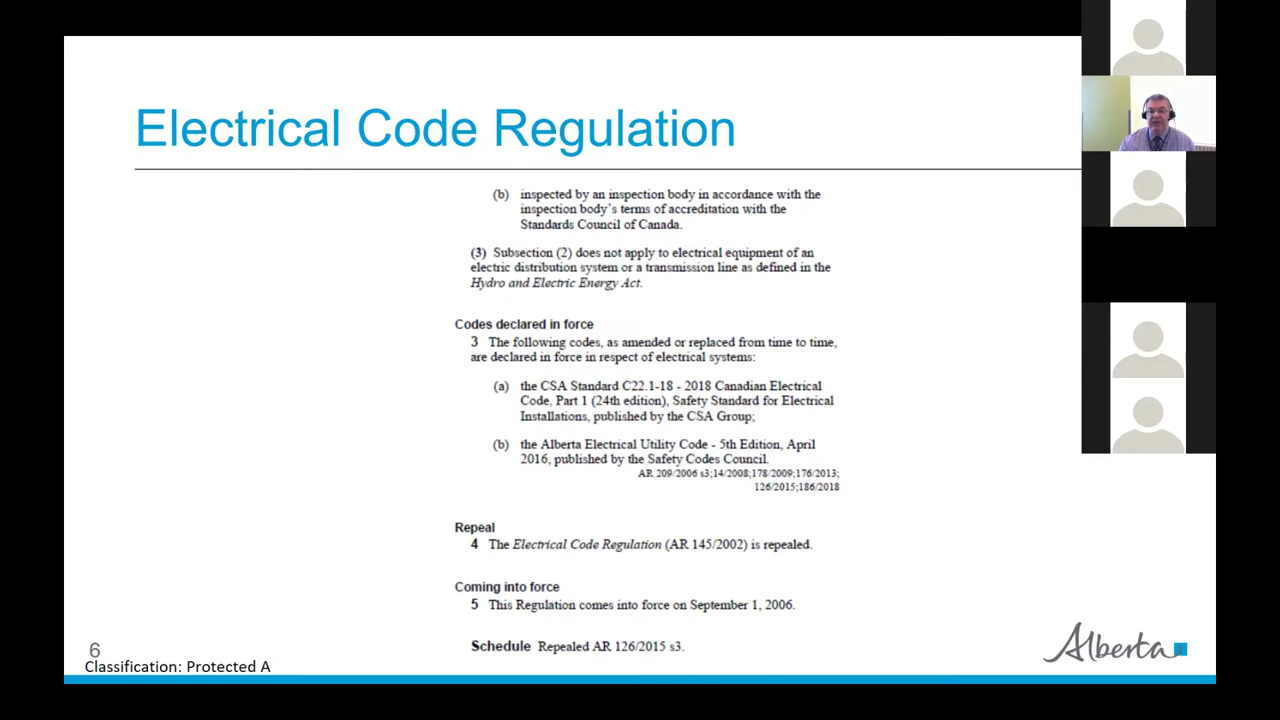 Electrical Code Regulation
(b) inspected by an inspection body in accordance with the
inspection body's terms of accreditation with the
Standards Council of Canada.
(3) Subsection (2) does not apply to electrical equipment of an
electric distribution system or a transmission line as defined in the
Hydro and Electric Energy Act.
Codes declared in force
3 The following codes, as amended or replaced from time to time,
are declared in force in respect of electrical systems:
(a) the CSA Standard C22.1-18 - 2018 Canadian Electrical
Code, Part 1 (24th edition), Safety Standard for Electrical
Installations, published by the CSA Group;
(b) the Alberta Electrical Utility Code - 5th Edition, April
2016, published by the Safety Codes Council.
AR 209/2006 s3;14/2008;178/2009;176/2013;
126/2015;186/2018
Repeal
4 The Electrical Code Regulation (AR 145/2002) is repealed.
Coming into force
5 This Regulation comes into force on September 1, 2006.
Schedule Repealed AR 126/2015 s3.
6
Classification: Protected A
Alberta